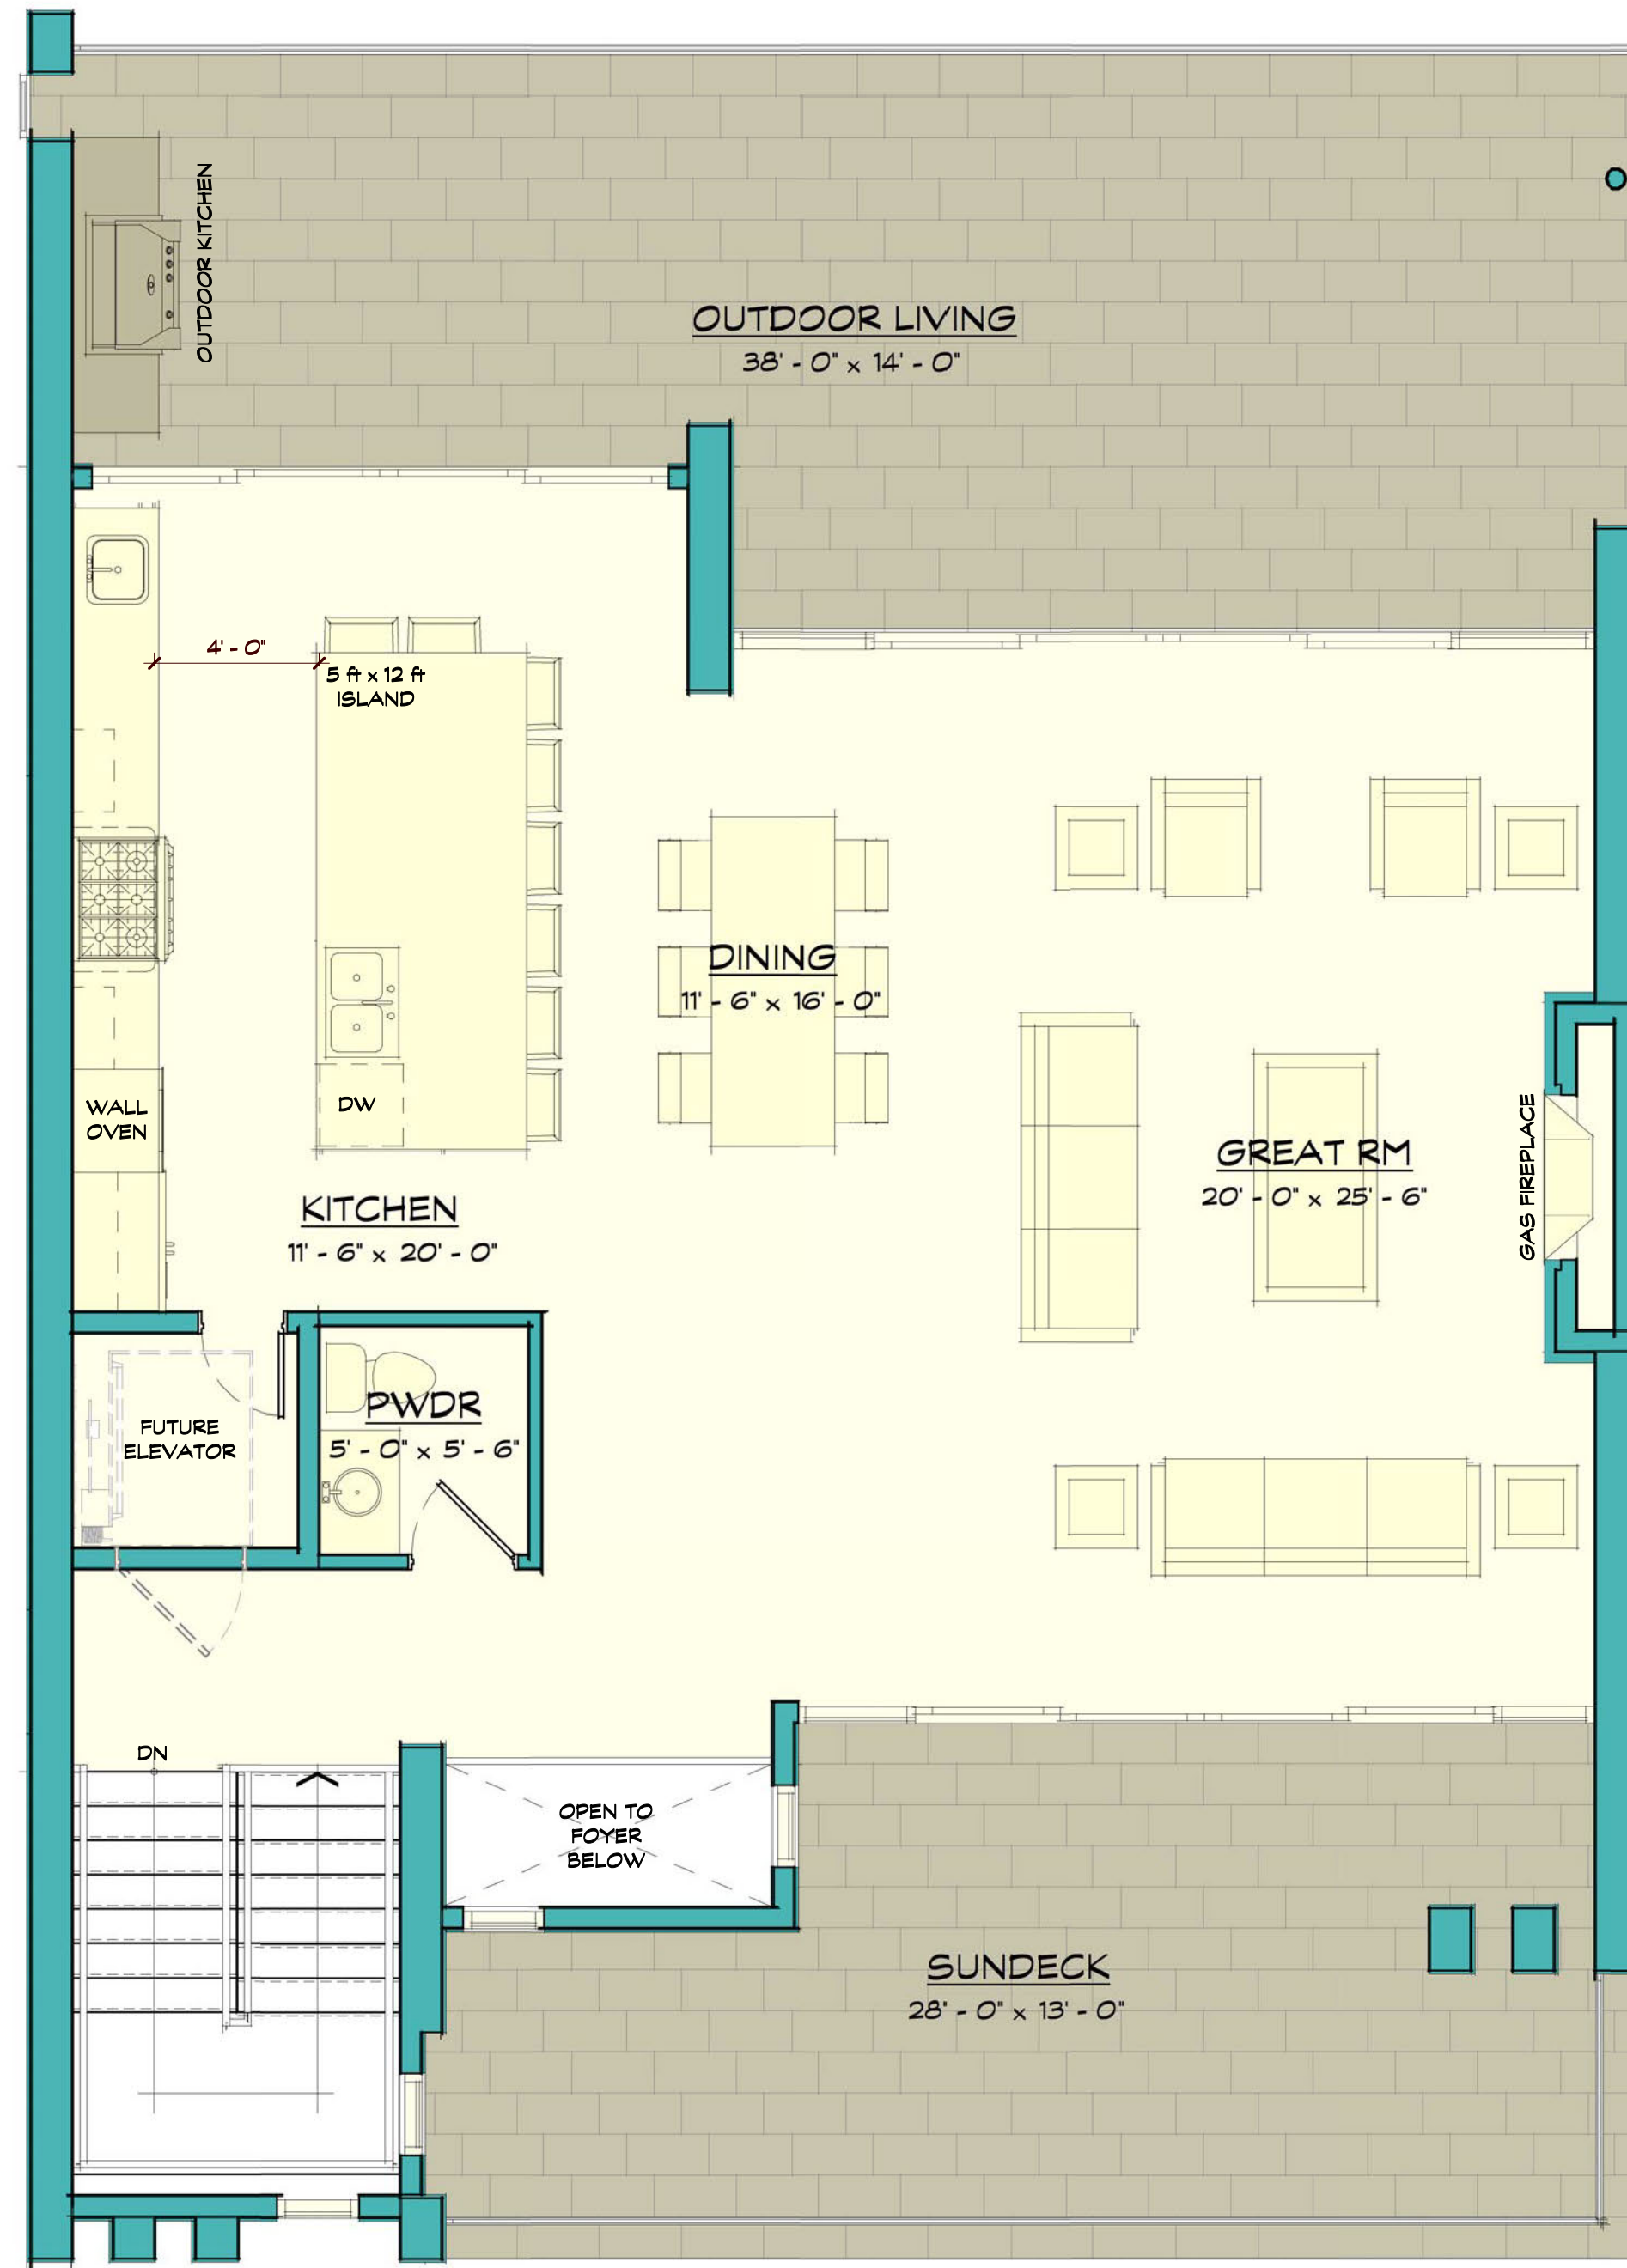 OUTDOOR KITCHEN
OUTDOOR LIVING
38' - 0" x 14' - 0"
4' - 0"
5 ft x 12 ft
ISLAND
DINING
11' - 6" x 16' - 0"
WALL
OVEN
DW
GREAT RM
20' - 0" x 25' - 6"
GAS FIREPLACE
KITCHEN
11' - 6" x 20' - 0"
FUTURE
ELEVATOR
PWDR
5' - 0" x 5' - 6"
DN
OPEN TO
FOYER
BELOW
SUNDECK
28' - 0" x 13' - 0"